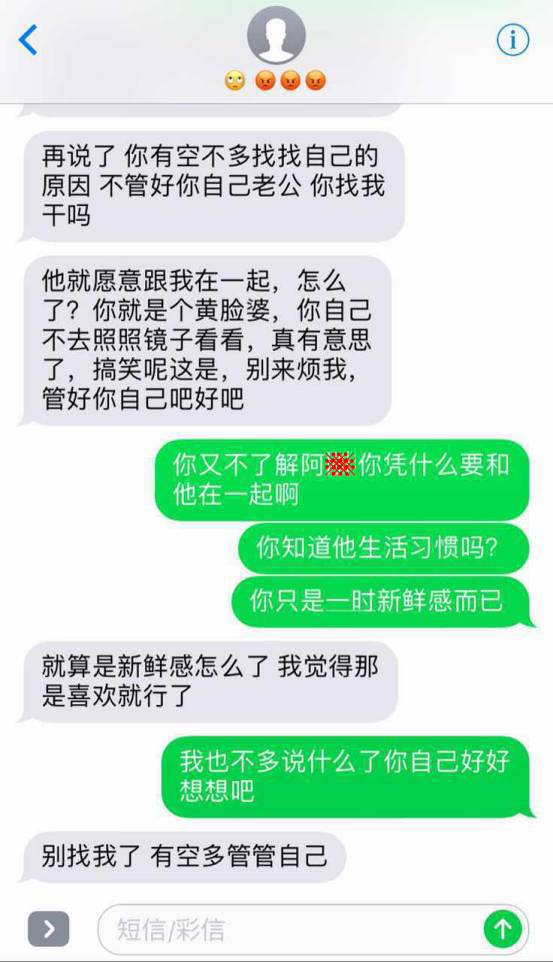 再说了 你有空不多找找自己的
原因 不管好你自己老公 你找我
干吗
他就愿意跟我在一起，怎么
了？你就是个黄脸婆，你自己
不去照照镜子看看，真有意思
了，搞笑呢这是，别来烦我，
管好你自己吧好吧
你又不了解阿 你凭什么要和
他在一起啊
你知道他生活习惯吗？
你只是一时新鲜感而已
就算是新鲜感怎么了 我觉得那
是喜欢就行了
我也不多说什么了你自己好好
想想吧
别找我了 有空多管管自己
短信/彩信